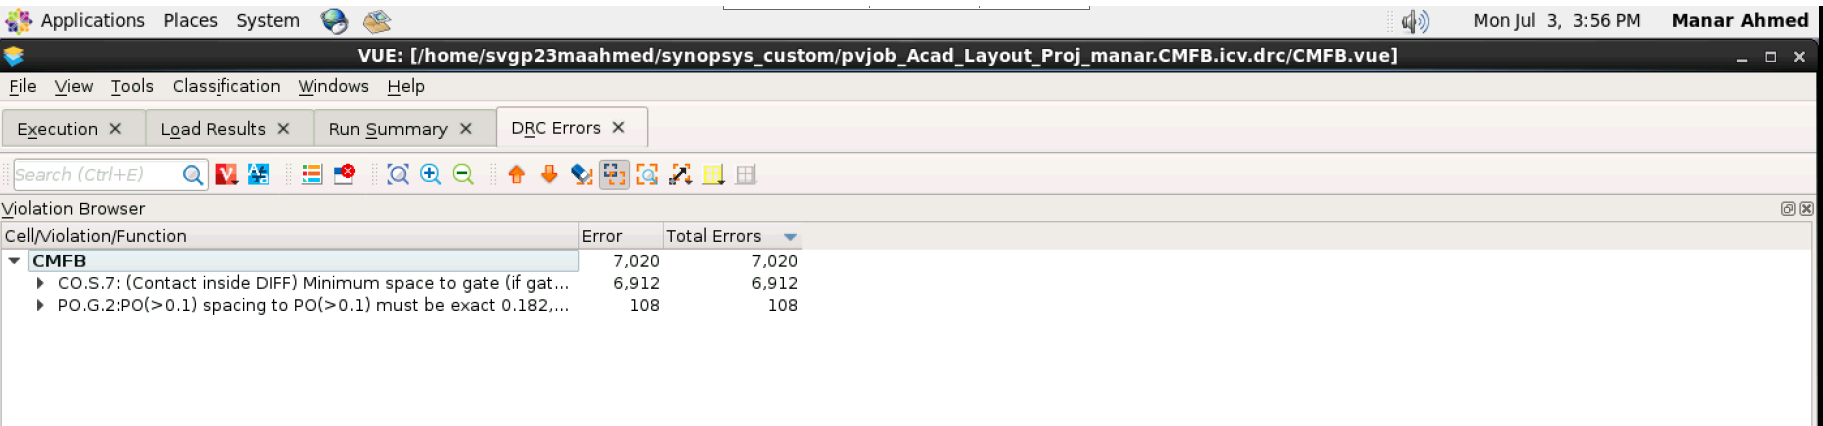 Applications Places System Mon Jul 3, 3:56 PM Manar Ahmed
VUE: [/home/svgp23maahmed/synopsys_custom/pvjob_Acad_Layout_Proj_manar.CMFB.icv.drc/CMFB.vue]
File View Tools Classification Windows Help
Execution Load Results Run Summary DRC Errors
Search (Ctrl+E)
Violation Browser
Cell/Violation/Function Error Total Errors
CMFB 7,020 7,020
CO.S.7: (Contact inside DIFF) Minimum space to gate (if gat... 6,912 6,912
PO.G.2:PO(>0.1) spacing to PO(>0.1) must be exact 0.182,... 108 108